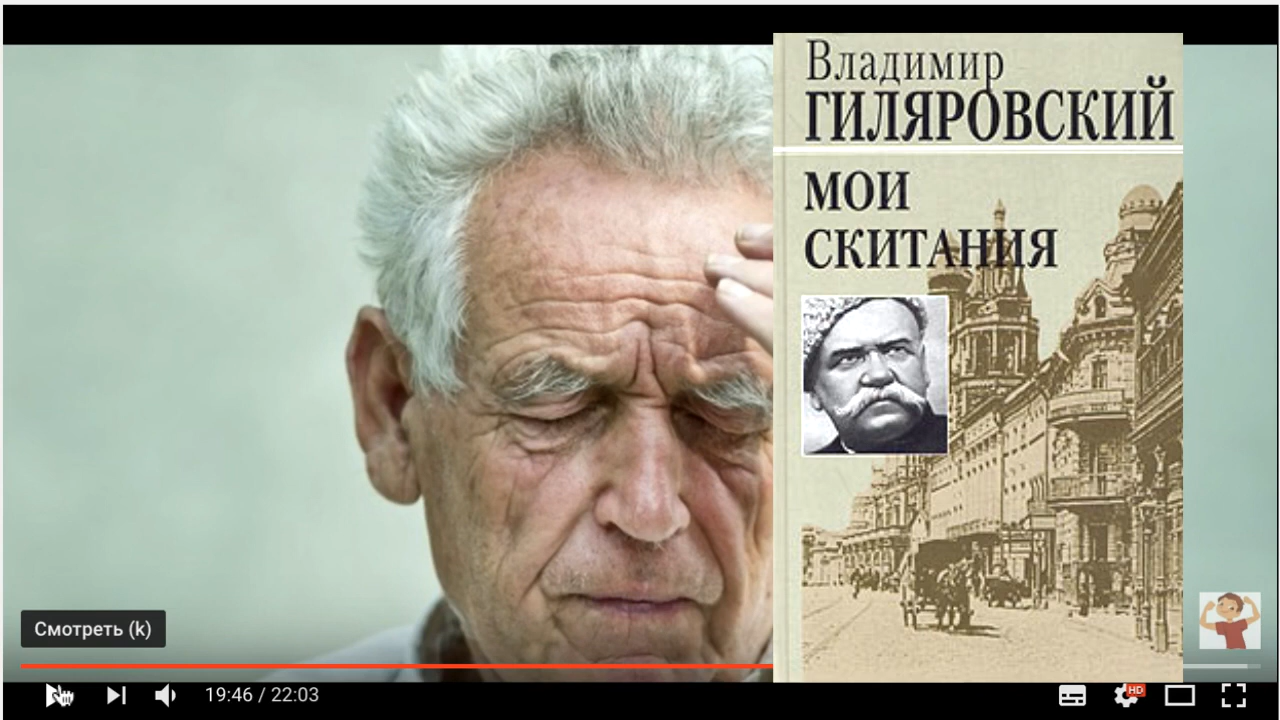 Владимир
ГИЛЯРОВСКИЙ
МОИ
СКИТАНИЯ
Смотреть (k)
19:46 / 22:03
HD